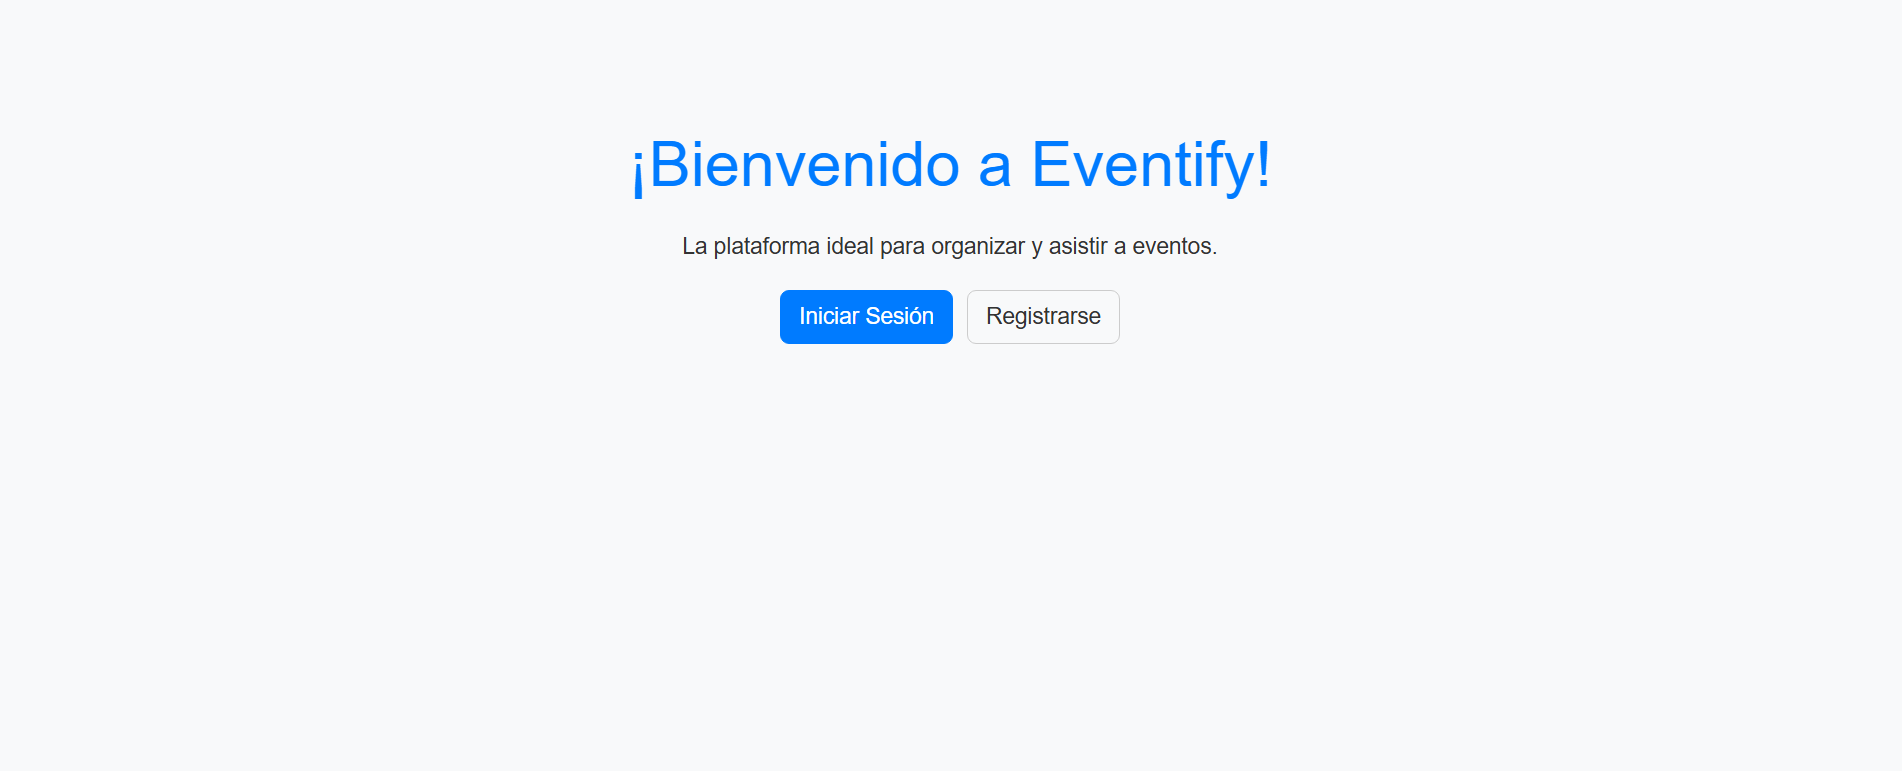 ¡Bienvenido a Eventify!
La plataforma ideal para organizar y asistir a eventos.
Iniciar Sesión
Registrarse